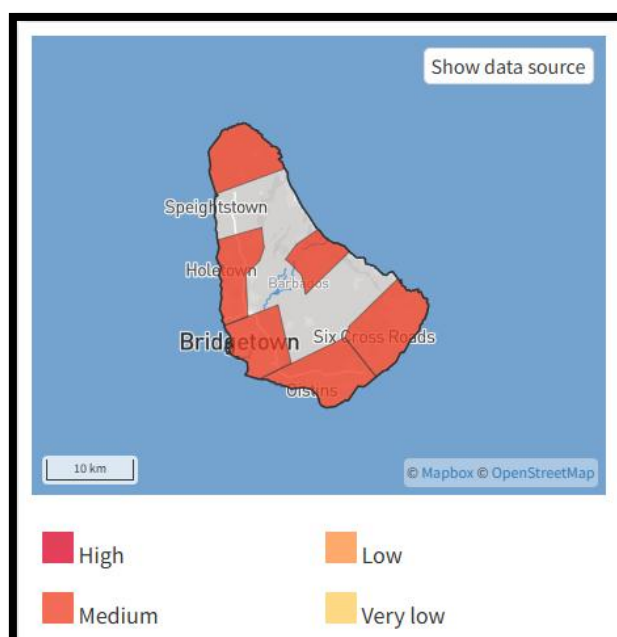 Show data source
Speightstown
Holetown
Barbados
Bridgetown
Six Cross Roads
Oistins
10 km
© Mapbox © OpenStreetMap
High
Low
Medium
Very low